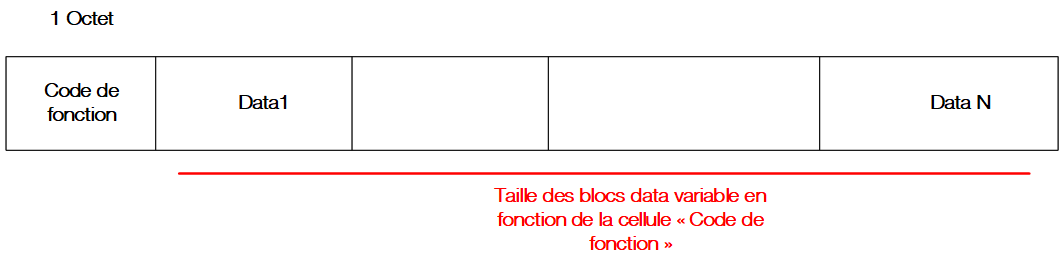 1 Octet
Code de
fonction
Data1
Data N
Taille des blocs data variable en
fonction de la cellule « Code de
fonction »